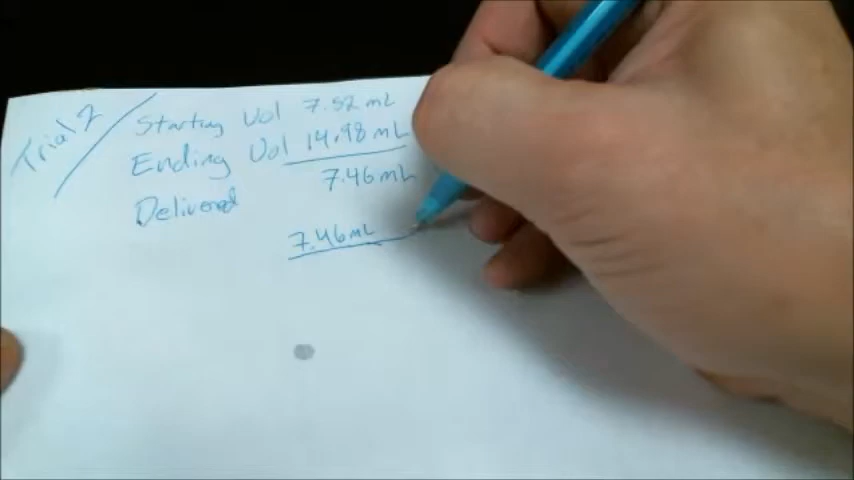 Trial 2
Starting Vol 7.52 mL
Ending Vol 14.98 mL
Delivered 7.46 mL
7.46 mL